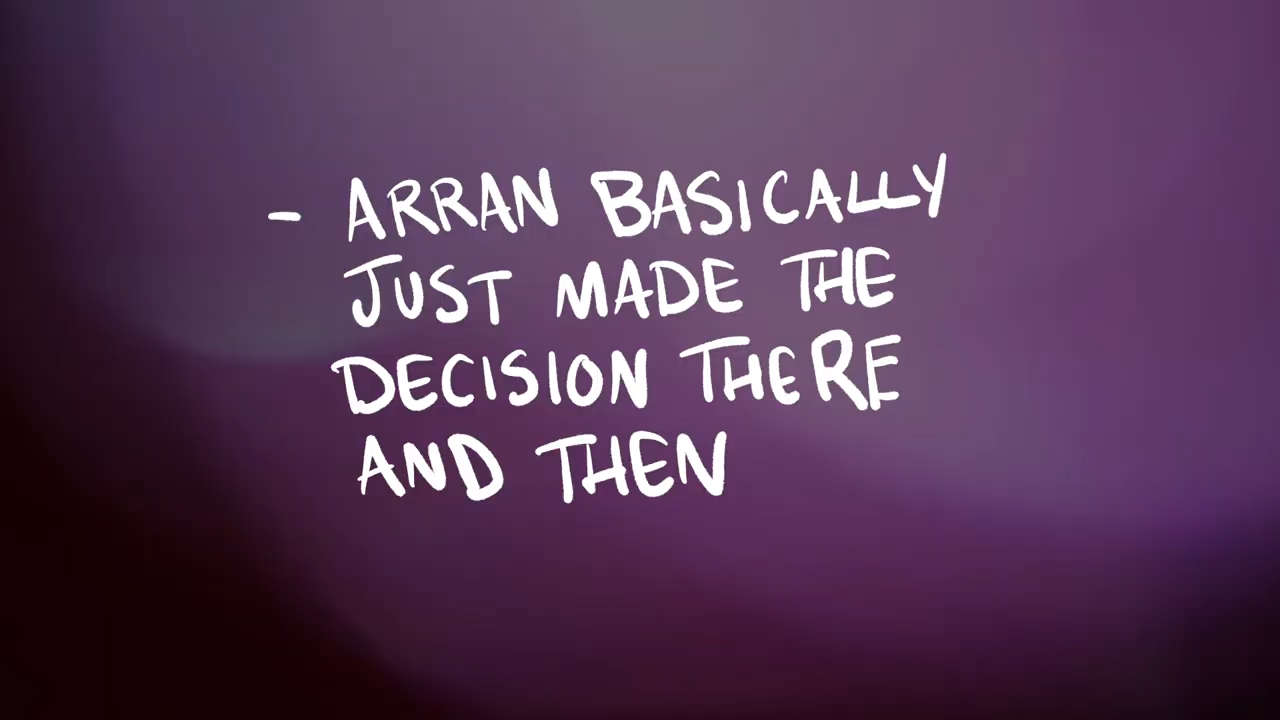 - ARRAN BASICALLY
JUST MADE THE
DECISION THERE
AND THEN